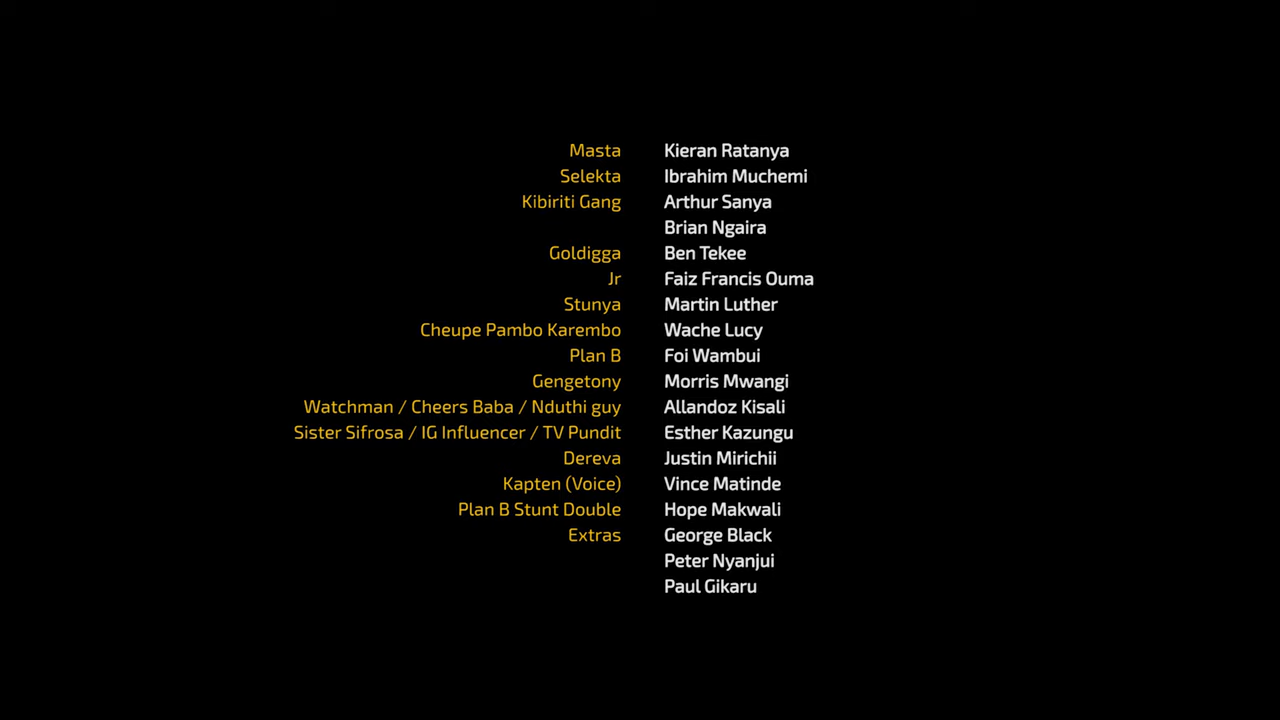 Masta Kieran Ratanya
Selekta Ibrahim Muchemi
Kibiriti Gang Arthur Sanya
Brian Ngaira
Goldigga Ben Tekee
Jr Faiz Francis Ouma
Stunya Martin Luther
Cheupe Pambo Karembo Wache Lucy
Plan B Foi Wambui
Gengetony Morris Mwangi
Watchman / Cheers Baba / Nduthi guy Allandoz Kisali
Sister Sifrosa / IG Influencer / TV Pundit Esther Kazungu
Dereva Justin Mirichii
Kapten (Voice) Vince Matinde
Plan B Stunt Double Hope Makwali
Extras George Black
Peter Nyanjui
Paul Gikaru